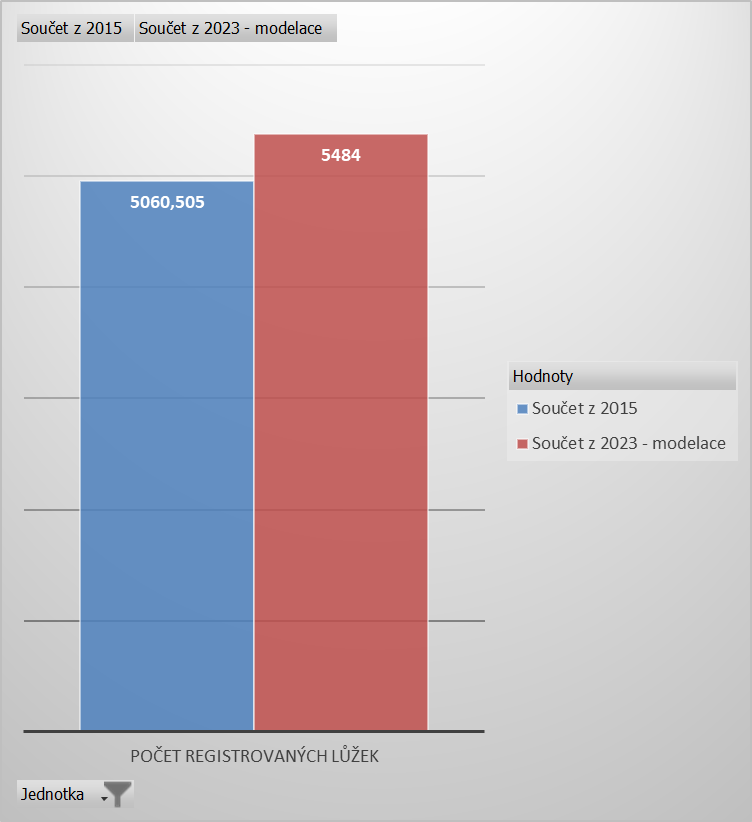 Součet z 2015 Součet z 2023 - modelace
5484
5060,505
Hodnoty
Součet z 2015
Součet z 2023 - modelace
POČET REGISTROVANÝCH LŮŽEK
Jednotka